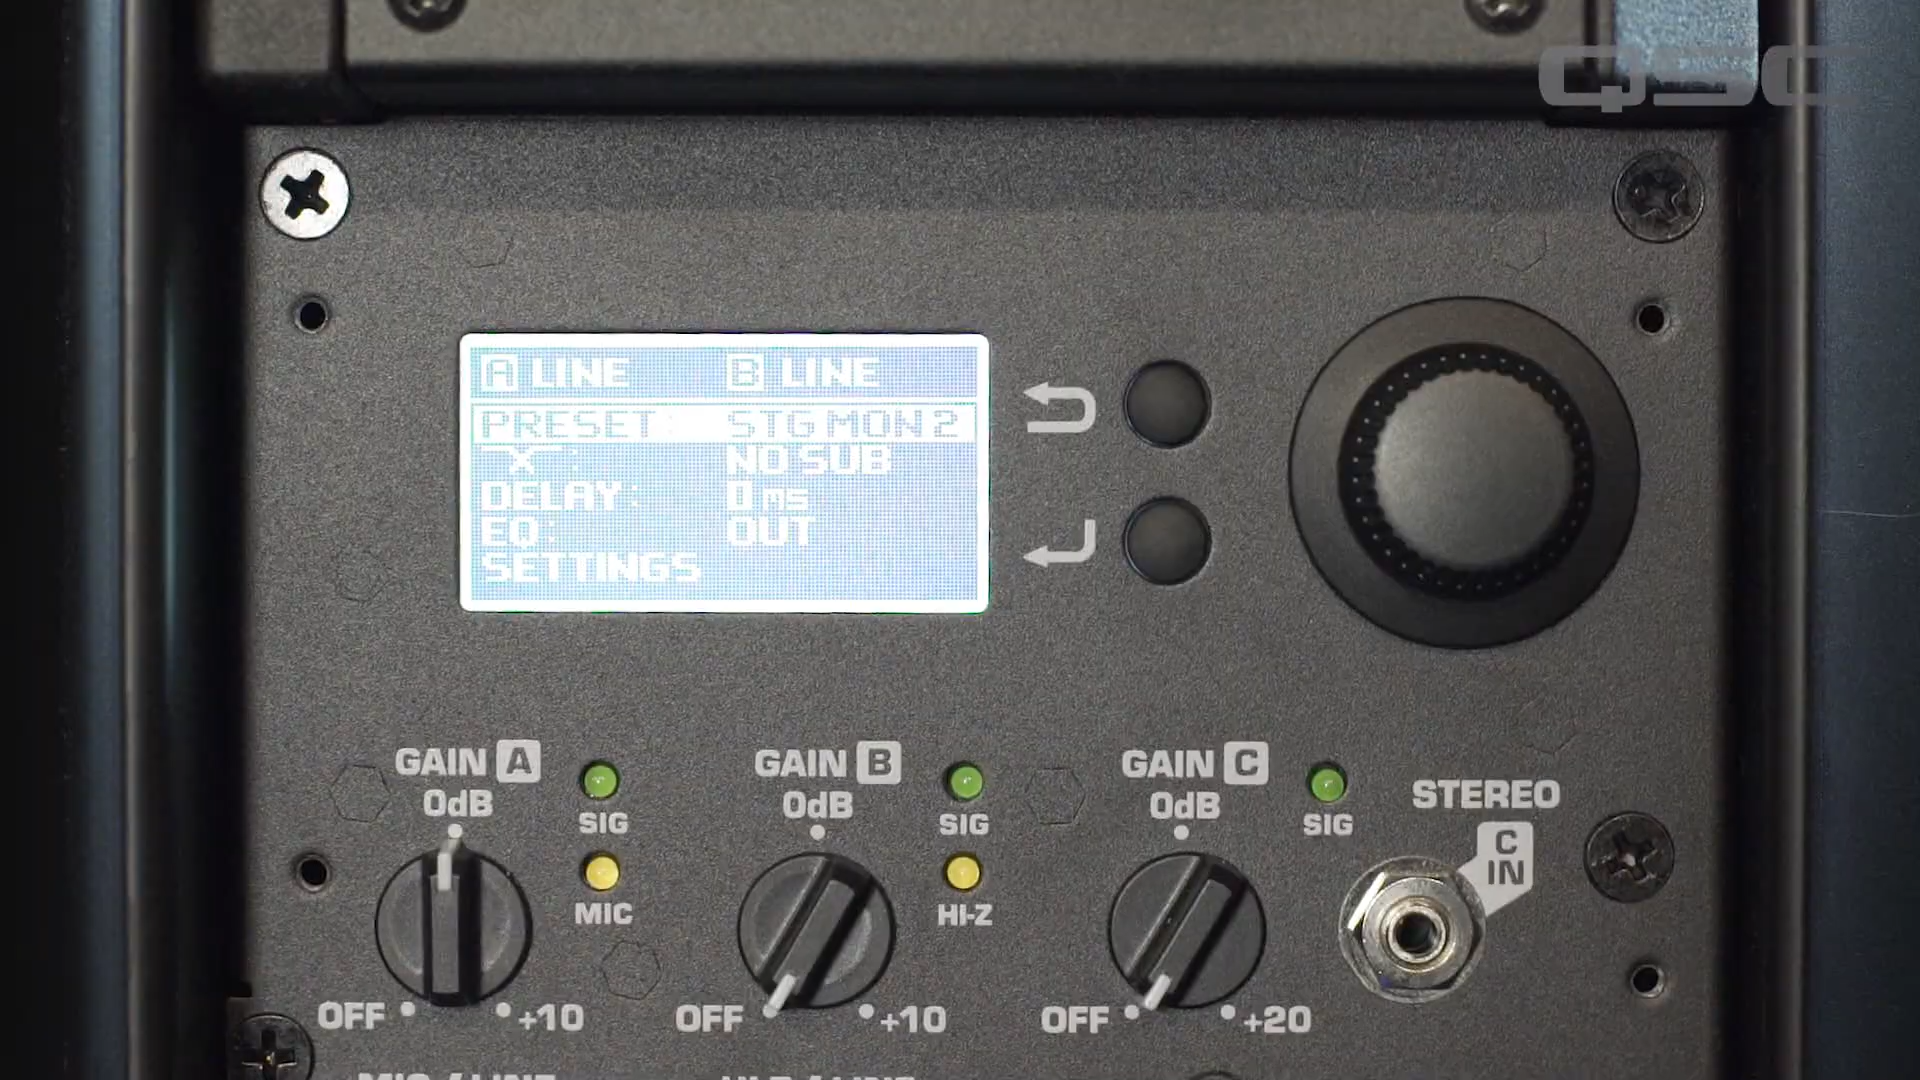 QSC
A LINE B LINE
PRESET: STG MON 2
X : NO SUB
DELAY: 0 ms
EQ: OUT
SETTINGS
GAIN A
0dB
SIG
MIC
OFF +10
GAIN B
0dB
SIG
HI-Z
OFF +10
GAIN C
0dB
SIG
OFF +20
STEREO
C
IN